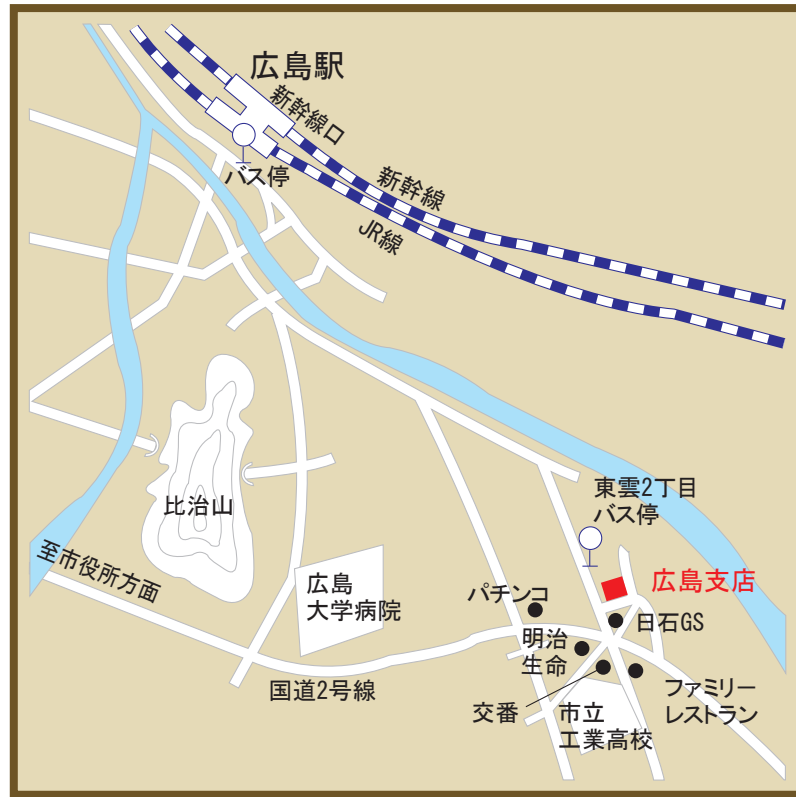 広島駅
新幹線口
バス停
新幹線
JR線
比治山
至市役所方面
広島
大学病院
国道2号線
東雲2丁目
バス停
広島支店
パチンコ
日石GS
明治
生命
交番
市立
工業高校
ファミリー
レストラン